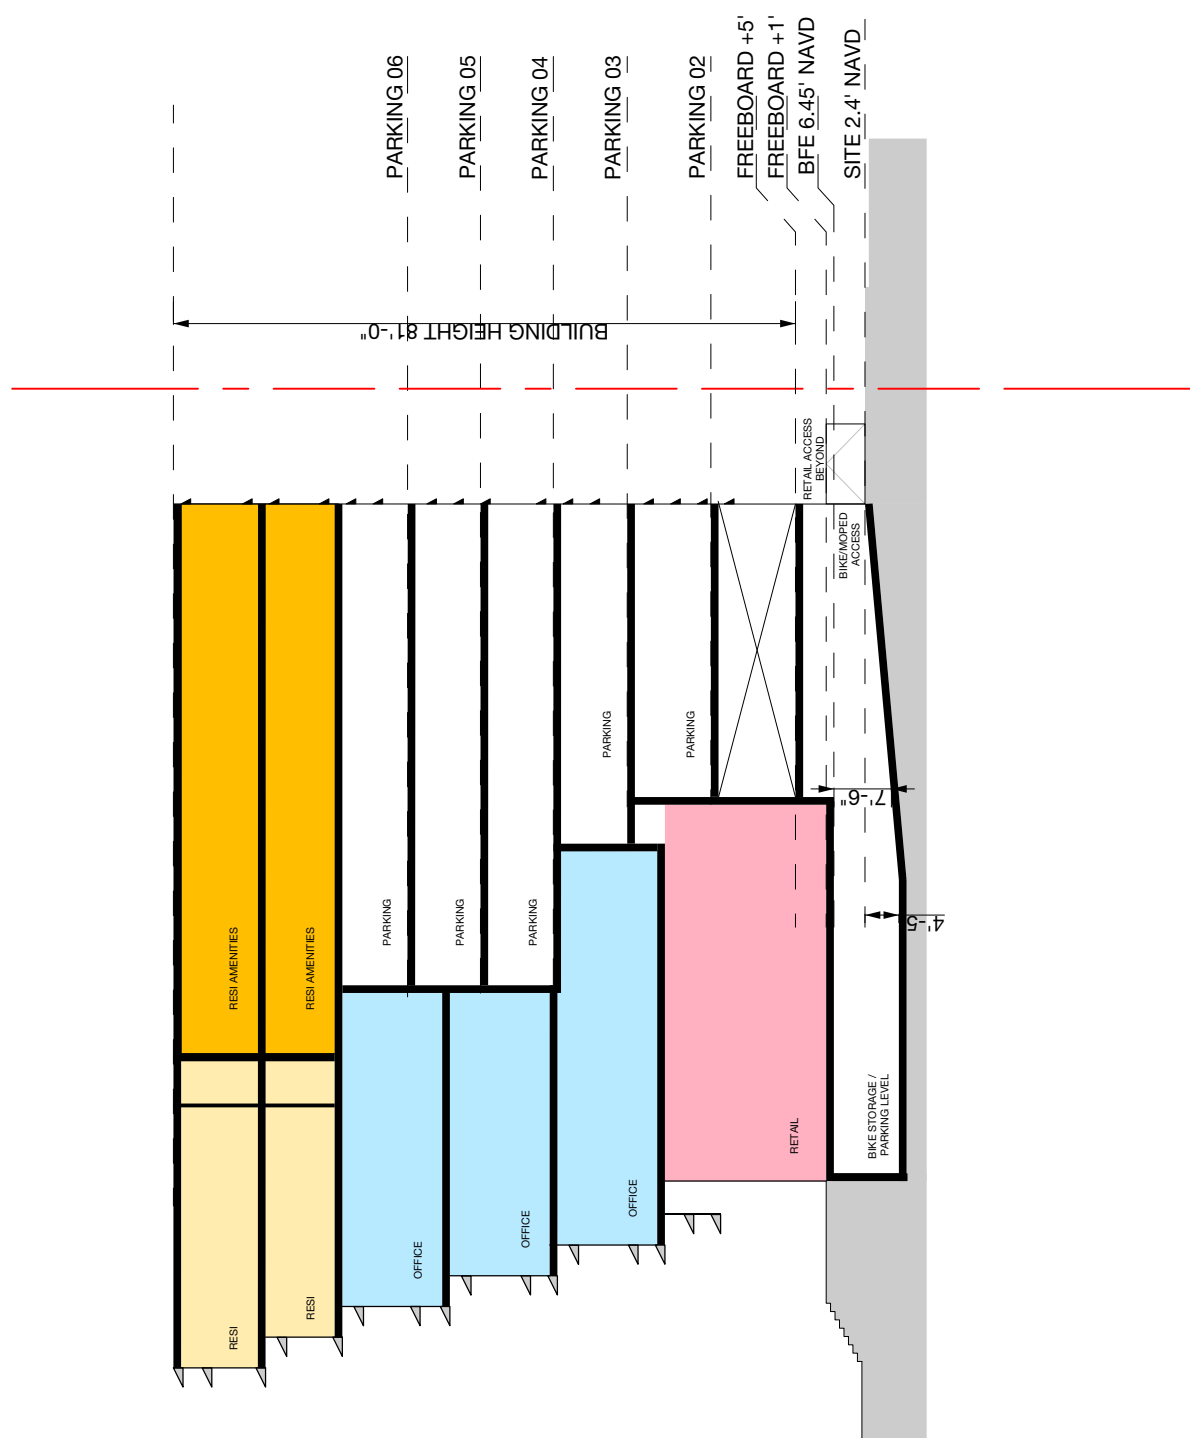 PARKING 06
PARKING 05
PARKING 04
PARKING 03
PARKING 02
FREEBOARD +5'
FREEBOARD +1'
BFE 6.45' NAVD
SITE 2.4' NAVD
BUILDING HEIGHT 81'-0"
RETAIL ACCESS
BEYOND
BIKE/MOPED
ACCESS
RESI AMENITIES
RESI AMENITIES
PARKING
PARKING
PARKING
PARKING
PARKING
7'-6"
4'-5"
RESI
RESI
OFFICE
OFFICE
OFFICE
RETAIL
BIKE STORAGE /
PARKING LEVEL